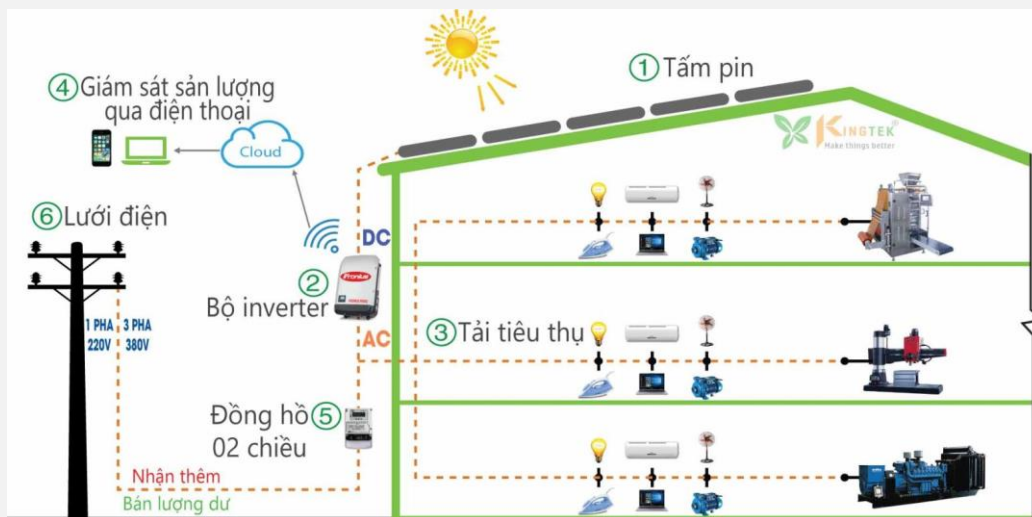 ① Tấm pin
④ Giám sát sản lượng
qua điện thoại
Cloud
KINGTEK
Make things better
⑥ Lưới điện
DC
Fronius
②
Bộ inverter
1 PHA 3 PHA
220V 380V
AC
③ Tải tiêu thụ
Đồng hồ ⑤
02 chiều
Nhận thêm
Bán lượng dư